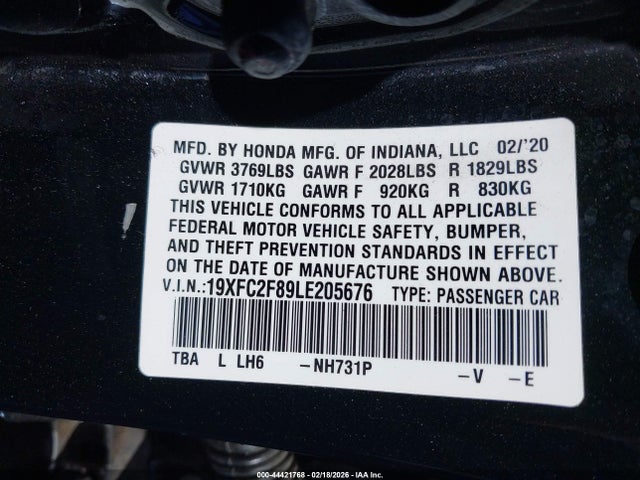 MFD. BY HONDA MFG. OF INDIANA, LLC 02/'20
GVWR 3769LBS GAWR F 2028LBS R 1829LBS
GVWR 1710KG GAWR F 920KG R 830KG
THIS VEHICLE CONFORMS TO ALL APPLICABLE
FEDERAL MOTOR VEHICLE SAFETY, BUMPER,
AND THEFT PREVENTION STANDARDS IN EFFECT
ON THE DATE OF MANUFACTURE SHOWN ABOVE.
V.I.N.:19XFC2F89LE205676 TYPE: PASSENGER CAR
TBA L LH6 –NH731P –V –E
000-44421768 - 02/18/2026 - IAA Inc.